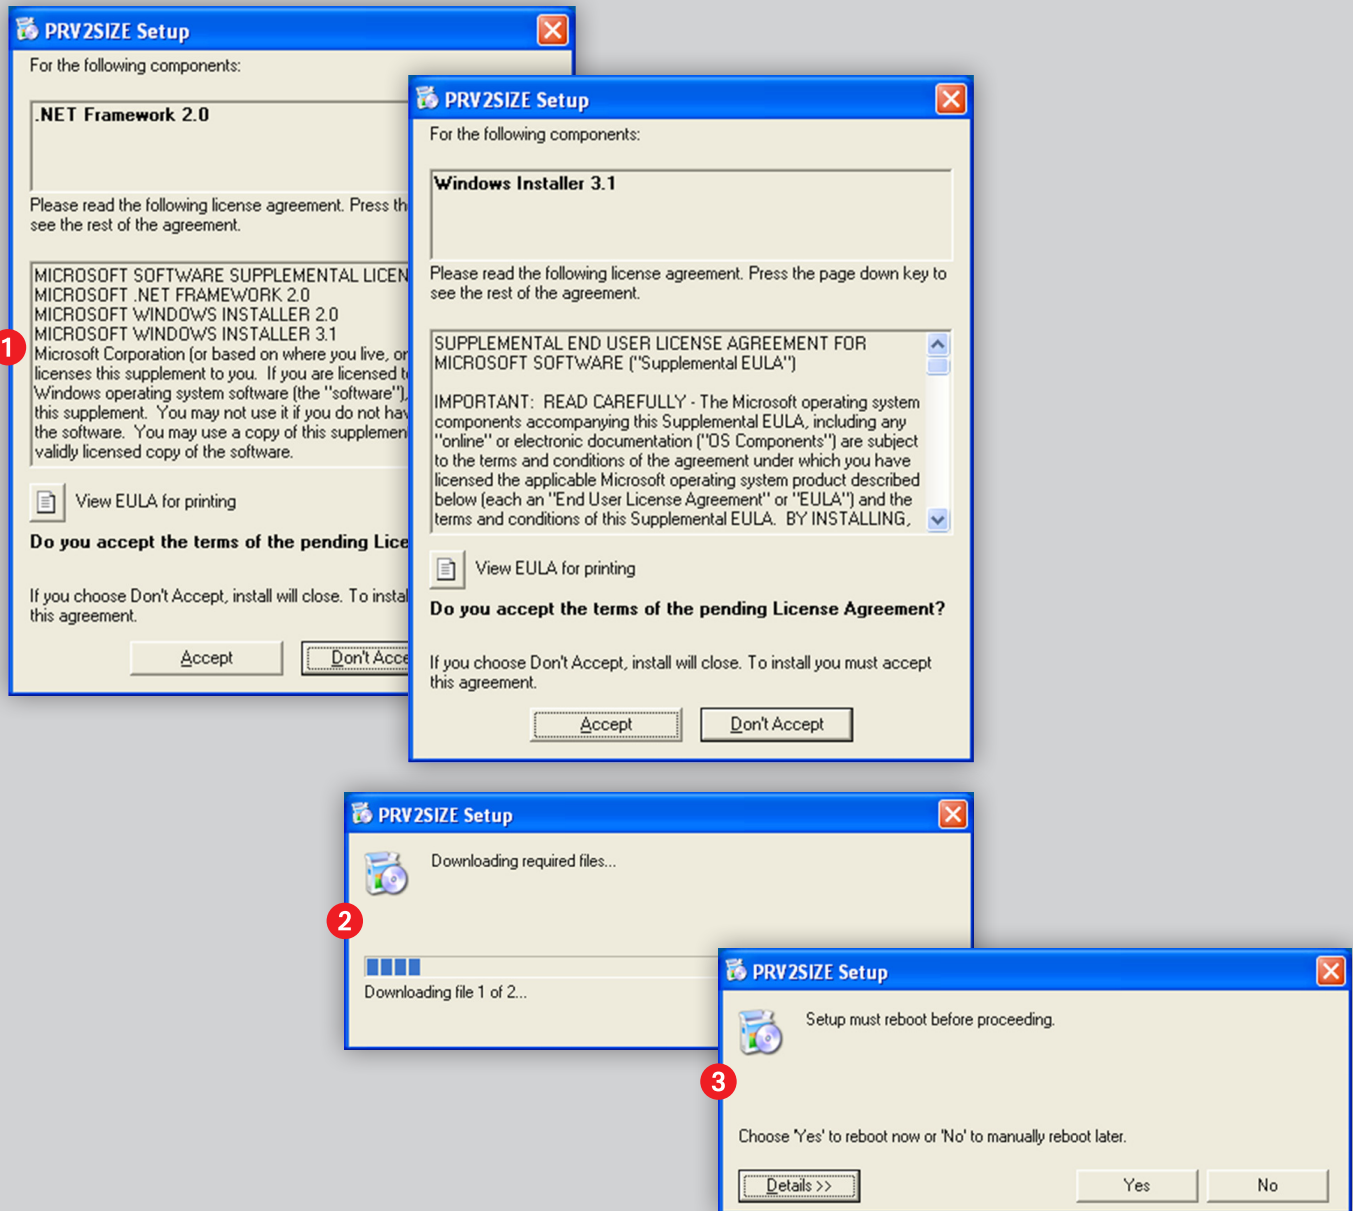 PRV2SIZE Setup
For the following components:
.NET Framework 2.0
Please read the following license agreement. Press th
see the rest of the agreement.
MICROSOFT SOFTWARE SUPPLEMENTAL LICEN
MICROSOFT .NET FRAMEWORK 2.0
MICROSOFT WINDOWS INSTALLER 2.0
MICROSOFT WINDOWS INSTALLER 3.1
1
Microsoft Corporation (or based on where you live, or
licenses this supplement to you. If you are licensed t
Windows operating system software (the "software"),
this supplement. You may not use it if you do not hav
the software. You may use a copy of this supplemen
validly licensed copy of the software.
View EULA for printing
Do you accept the terms of the pending Lice
If you choose Don't Accept, install will close. To instal
this agreement.
Accept
Don't Acce
PRV2SIZE Setup
For the following components:
Windows Installer 3.1
Please read the following license agreement. Press the page down key to
see the rest of the agreement.
SUPPLEMENTAL END USER LICENSE AGREEMENT FOR
MICROSOFT SOFTWARE ("Supplemental EULA")
IMPORTANT: READ CAREFULLY - The Microsoft operating system
components accompanying this Supplemental EULA, including any
"online" or electronic documentation ("OS Components") are subject
to the terms and conditions of the agreement under which you have
licensed the applicable Microsoft operating system product described
below (each an "End User License Agreement" or "EULA") and the
terms and conditions of this Supplemental EULA. BY INSTALLING,
View EULA for printing
Do you accept the terms of the pending License Agreement?
If you choose Don't Accept, install will close. To install you must accept
this agreement.
Accept
Don't Accept
PRV2SIZE Setup
Downloading required files...
2
Downloading file 1 of 2...
PRV2SIZE Setup
Setup must reboot before proceeding.
3
Choose 'Yes' to reboot now or 'No' to manually reboot later.
Details >>
Yes
No